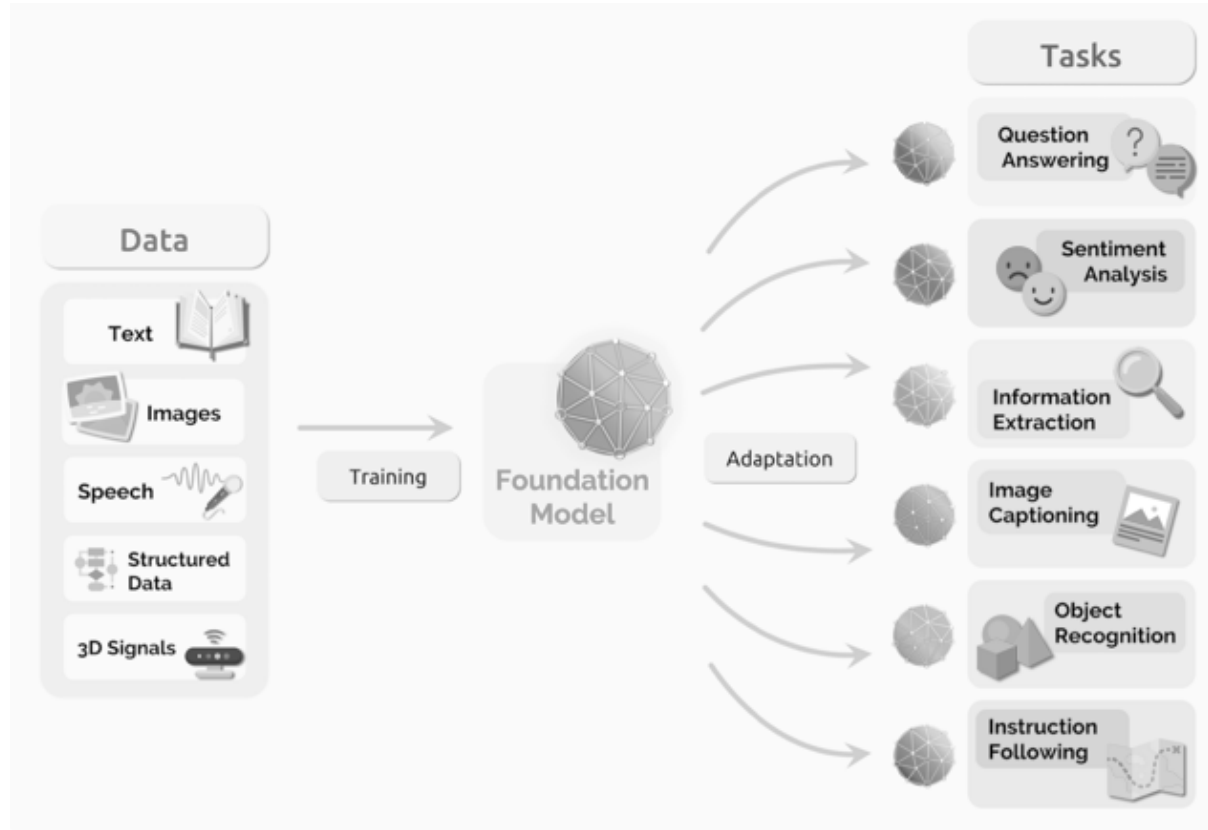 Data
Text
Images
Speech
Structured
Data
3D Signals
Training
Foundation
Model
Adaptation
Tasks
Question
Answering
?
Sentiment
Analysis
Information
Extraction
Image
Captioning
Object
Recognition
Instruction
Following